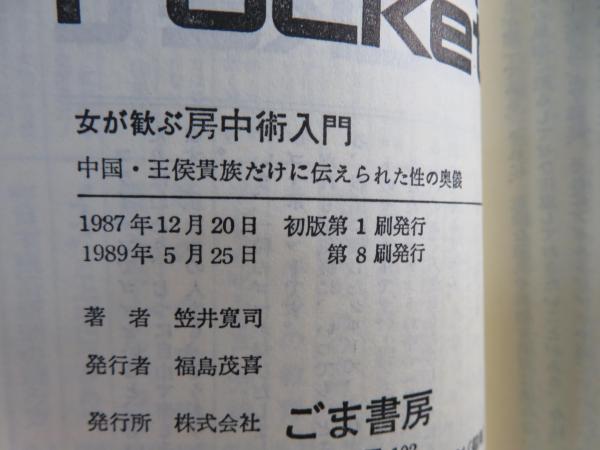 Pocket
女が歓ぶ房中術入門
中国・王侯貴族だけに伝えられた性の奥儀
1987年12月20日 初版第1刷発行
1989年5月25日 第8刷発行
著者 笠井寛司
発行者 福島茂喜
発行所 株式会社 ごま書房